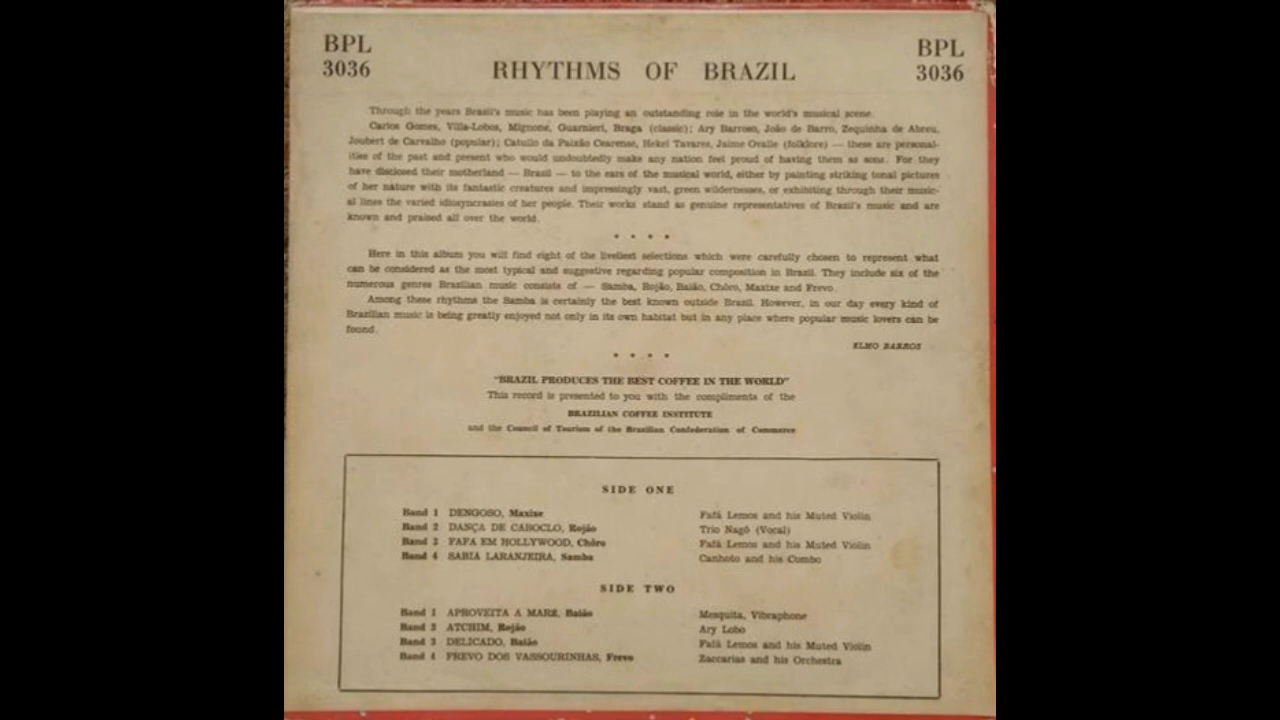 BPL
3036
RHYTHMS OF BRAZIL
BPL
3036
Through the years Brasil's music has been playing an outstanding role in the world's musical scene.
Carlos Gomes, Villa-Lobos, Mignone, Guarnieri, Braga (classic); Ary Barroso, João de Barro, Zequinha de Abreu,
Joubert de Carvalho (popular); Catullo da Paixão Cearense, Hekel Tavares, Jaime Ovalle (folklore) — these are personal-
ities of the past and present who would undoubtedly make any nation feel proud of having them as sons. For they
have disclosed their motherland — Brasil — to the ears of the musical world, either by painting striking tonal pictures
of her nature with its fantastic creatures and impressingly vast, green wildernesses, or exhibiting through their music-
al lines the varied idiosyncrasies of her people. Their works stand as genuine representatives of Brazil's music and are
known and praised all over the world.
* * * *
Here in this album you will find eight of the liveliest selections which were carefully chosen to represent what
can be considered as the most typical and suggestive regarding popular composition in Brazil. They include six of the
numerous genres Brazilian music consists of — Samba, Rojão, Baião, Chôro, Maxixe and Frevo.
Among these rhythms the Samba is certainly the best known outside Brazil. However, in our day every kind of
Brazilian music is being greatly enjoyed not only in its own habitat but in any place where popular music lovers can be
found.
ELMO BARROS
* * * *
"BRAZIL PRODUCES THE BEST COFFEE IN THE WORLD"
This record is presented to you with the compliments of the
BRAZILIAN COFFEE INSTITUTE
and the Council of Tourism of the Brazilian Confederation of Commerce
SIDE ONE
Band 1 DENGOSO, Maxixe Fafá Lemos and his Muted Violin
Band 2 DANÇA DE CABOCLO, Rojão Trio Nagô (Vocal)
Band 3 FAFA EM HOLLYWOOD, Chôro Fafá Lemos and his Muted Violin
Band 4 SABIA LARANJEIRA, Samba Canhoto and his Combo
SIDE TWO
Band 1 APROVEITA A MARÉ, Baião Mesquita, Vibraphone
Band 2 ATCHIM, Rojão Ary Lobo
Band 3 DELICADO, Baião Fafá Lemos and his Muted Violin
Band 4 FREVO DOS VASSOURINHAS, Frevo Zaccarias and his Orchestra